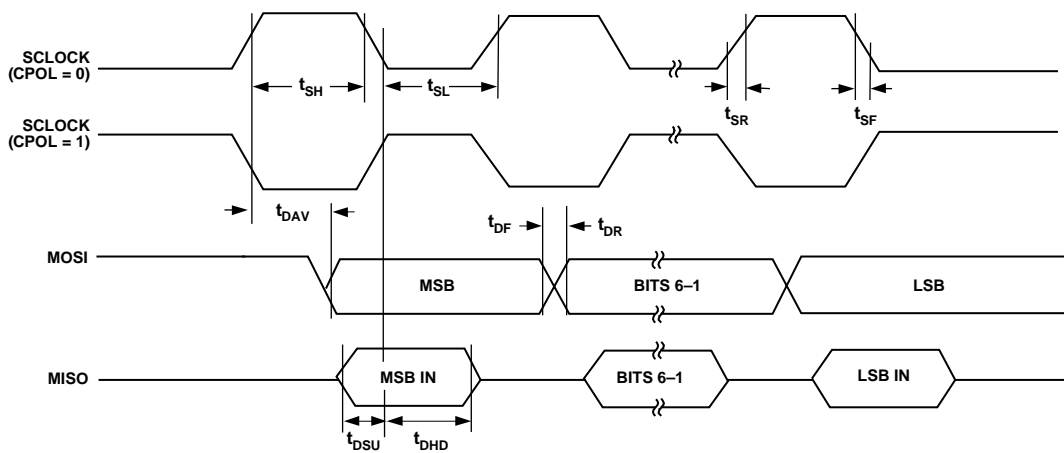 SCLOCK
(CPOL = 0)
tSH
tSL
tSR
tSF
SCLOCK
(CPOL = 1)
tDAV
tDF
tDR
MOSI
MSB
BITS 6–1
LSB
MISO
MSB IN
BITS 6–1
LSB IN
tDSU
tDHD